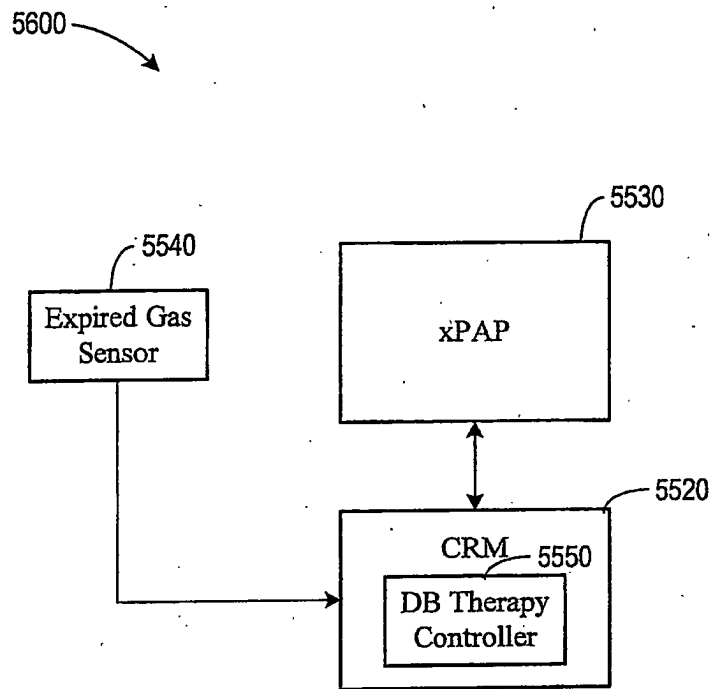 5600
5530
5540
Expired Gas
Sensor
xPAP
5520
CRM
5550
DB Therapy
Controller